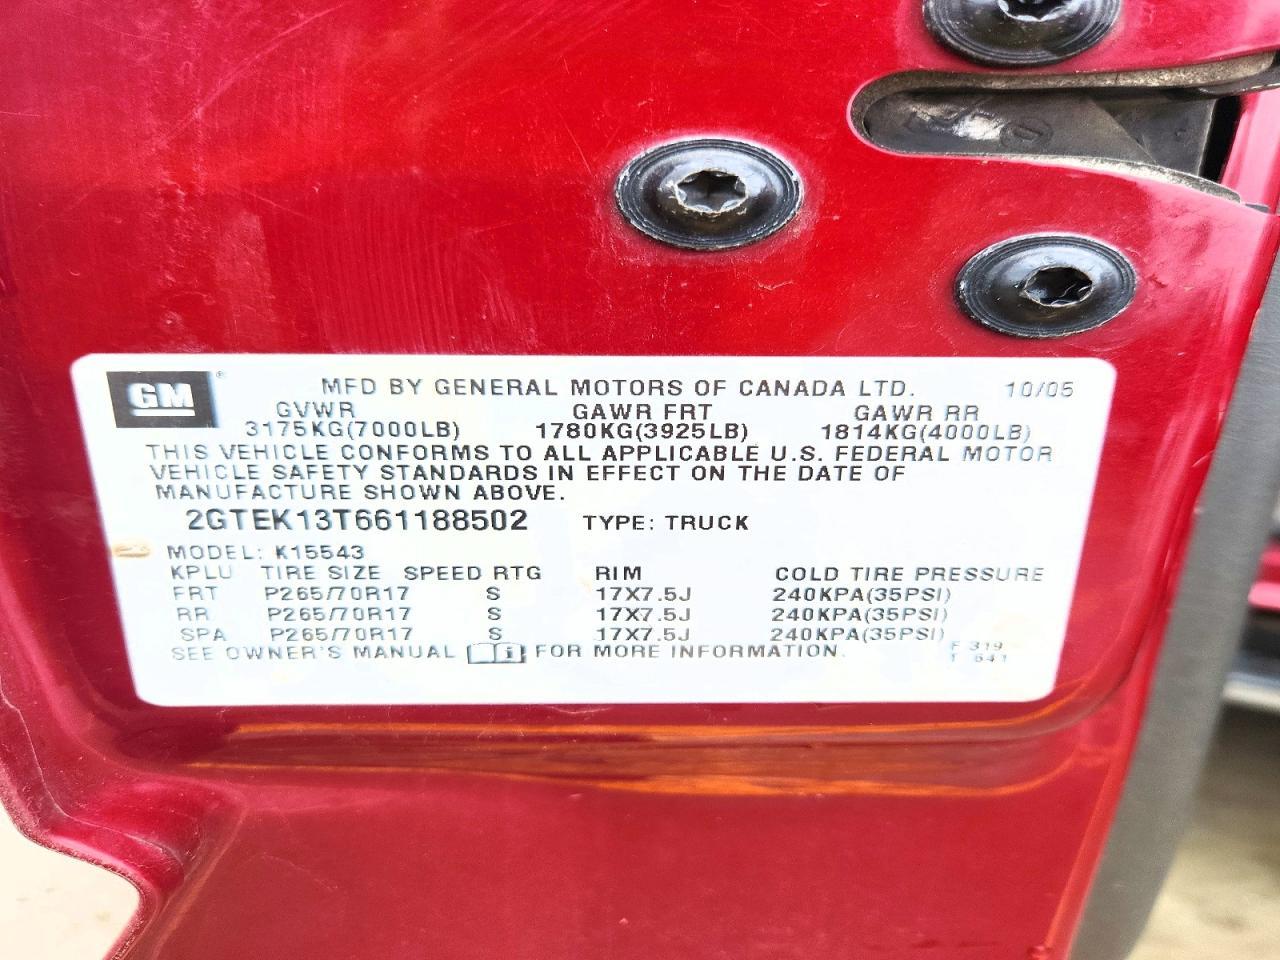 GM
MFD BY GENERAL MOTORS OF CANADA LTD. 10/05
GVWR GAWR FRT GAWR RR
3175KG(7000LB) 1780KG(3925LB) 1814KG(4000LB)
THIS VEHICLE CONFORMS TO ALL APPLICABLE U.S. FEDERAL MOTOR
VEHICLE SAFETY STANDARDS IN EFFECT ON THE DATE OF
MANUFACTURE SHOWN ABOVE.
2GTEK13T661188502 TYPE: TRUCK
MODEL: K15543
KPLU TIRE SIZE SPEED RTG RIM COLD TIRE PRESSURE
FRT P265/70R17 S 17X7.5J 240KPA(35PSI)
RR P265/70R17 S 17X7.5J 240KPA(35PSI)
SPA P265/70R17 S 17X7.5J 240KPA(35PSI)
SEE OWNER'S MANUAL FOR MORE INFORMATION.
F 319
T 641